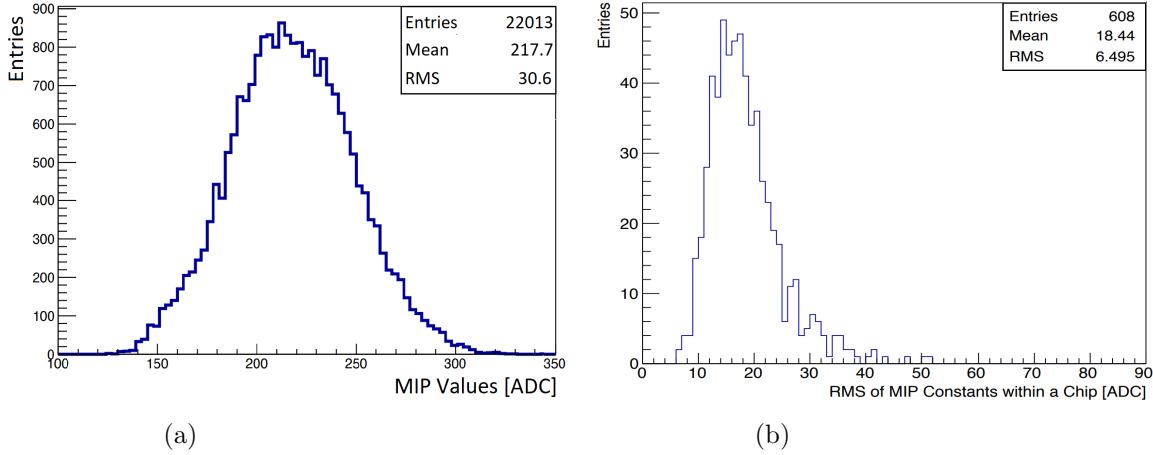 Entries
900
800
700
600
500
400
300
200
100
0
100 150 200 250 300 350
MIP Values [ADC]
Entries 22013
Mean 217.7
RMS 30.6
(a)
Entries
50
40
30
20
10
0
0 10 20 30 40 50 60 70 80 90
RMS of MIP Constants within a Chip [ADC]
Entries 608
Mean 18.44
RMS 6.495
(b)